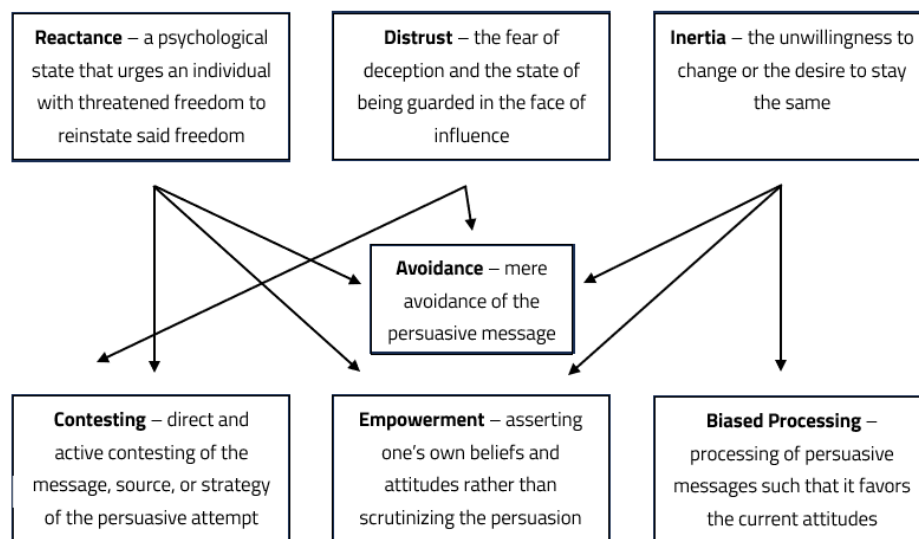 Reactance – a psychological
state that urges an individual
with threatened freedom to
reinstate said freedom
Distrust – the fear of
deception and the state of
being guarded in the face of
influence
Inertia – the unwillingness to
change or the desire to stay
the same
Avoidance – mere
avoidance of the
persuasive message
Contesting – direct and
active contesting of the
message, source, or strategy
of the persuasive attempt
Empowerment – asserting
one's own beliefs and
attitudes rather than
scrutinizing the persuasion
Biased Processing –
processing of persuasive
messages such that it favors
the current attitudes